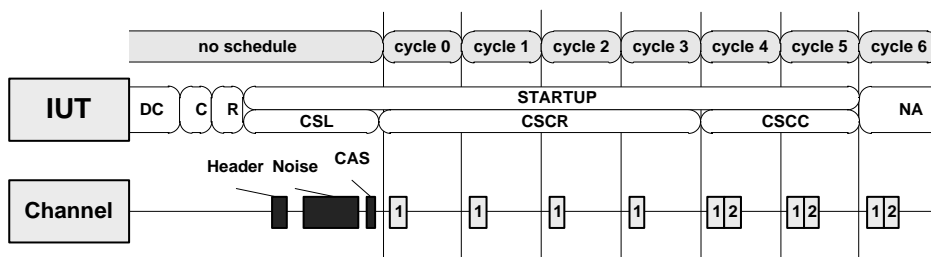 no schedule cycle 0 cycle 1 cycle 2 cycle 3 cycle 4 cycle 5 cycle 6
IUT DC C R STARTUP NA
CSL CSCR CSCC
Header Noise CAS
Channel 1 1 1 1 1 2 1 2 1 2